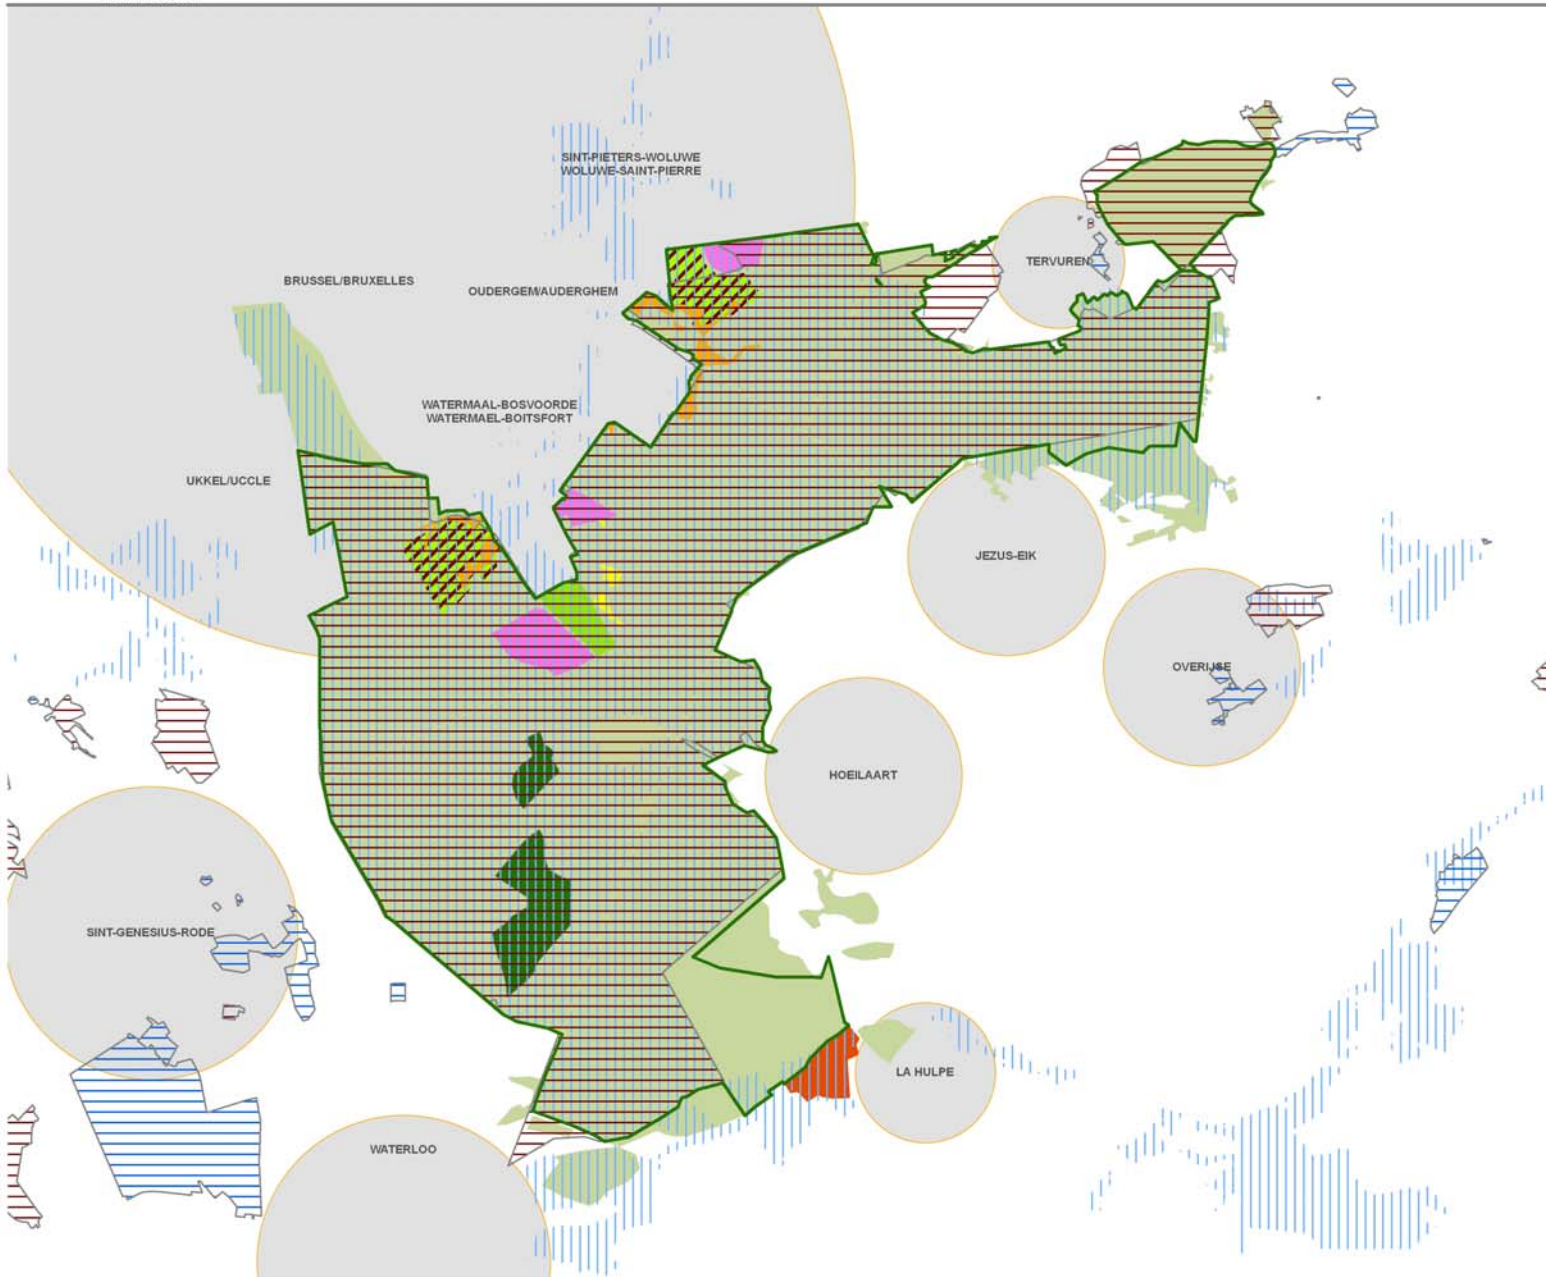 SINT-PIETERS-WOLUWE
WOLUWE-SAINT-PIERRE
TERVUREN
BRUSSEL/BRUXELLES
OUDERGEM/AUDERGHEM
WATERMAAL-BOSVOORDE
WATERMAEL-BOITSFORT
UKKEL/UCCLE
JEZUS-EIK
OVERIJSE
HOEILAART
SINT-GENESIUS-RODE
LA HULPE
WATERLOO